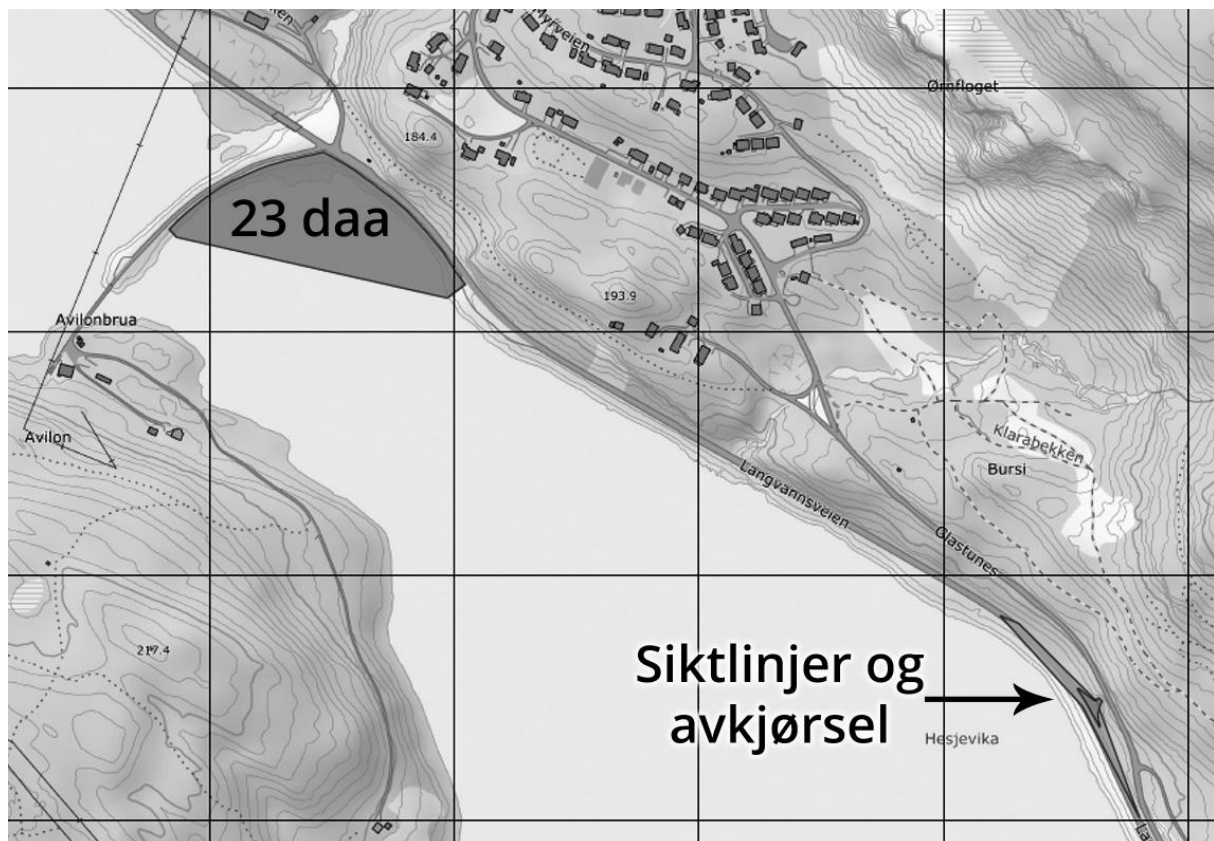 Myrveien
Ørnfloget
184.4
23 daa
193.9
Avilonbrua
Avilon
Klarabekken
Bursi
Langvannsveien
Glastunes
217.4
Siktlinjer og
avkjørsel
Hesjevika